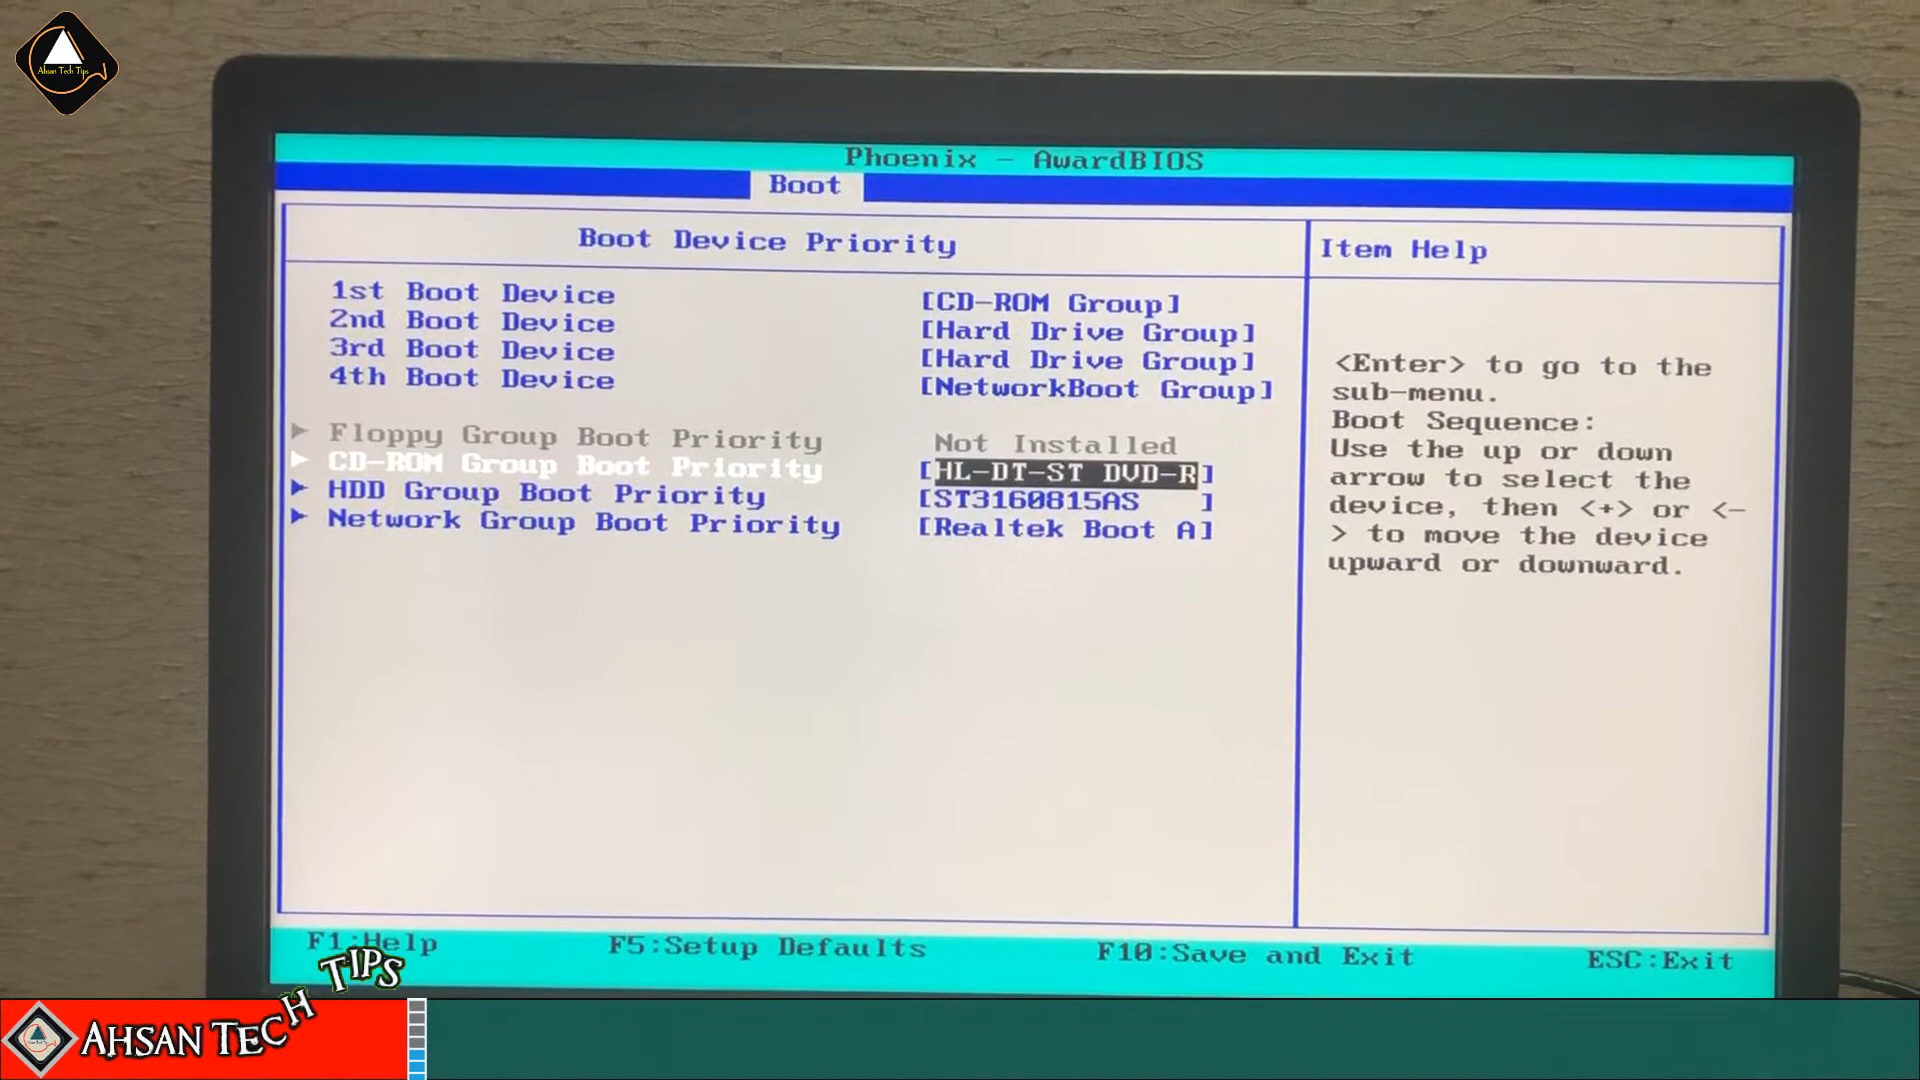 Ahsan Tech Tips
Phoenix - AwardBIOS
Boot
Boot Device Priority
Item Help
1st Boot Device [CD-ROM Group]
2nd Boot Device [Hard Drive Group]
3rd Boot Device [Hard Drive Group]
4th Boot Device [NetworkBoot Group]
Floppy Group Boot Priority Not Installed
CD-ROM Group Boot Priority [HL-DT-ST DVD-R]
HDD Group Boot Priority [ST3160815AS ]
Network Group Boot Priority [Realtek Boot A]
<Enter> to go to the
sub-menu.
Boot Sequence:
Use the up or down
arrow to select the
device, then <+> or <-
> to move the device
upward or downward.
F1:Help F5:Setup Defaults F10:Save and Exit ESC:Exit
AHSAN TECH TIPS